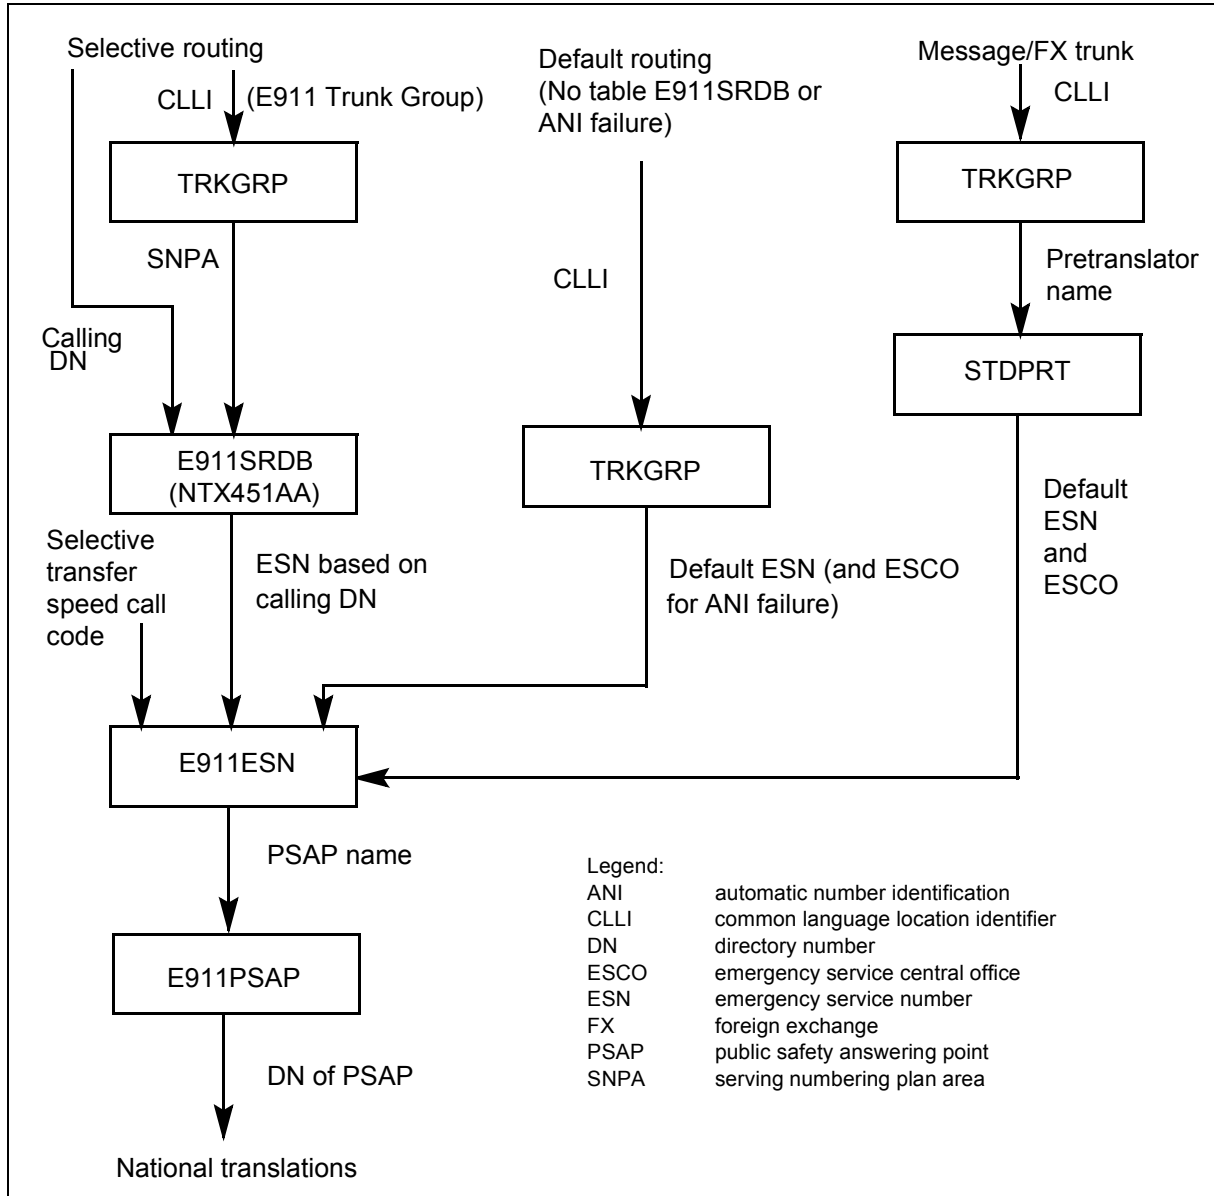 Selective routing
CLLI
(E911 Trunk Group)
TRKGRP
SNPA
Calling
DN
E911SRDB
(NTX451AA)
Selective
transfer
speed call
code
ESN based on
calling DN
Default routing
(No table E911SRDB or
ANI failure)
CLLI
TRKGRP
Default ESN (and ESCO
for ANI failure)
Message/FX trunk
CLLI
TRKGRP
Pretranslator
name
STDPRT
Default
ESN
and
ESCO
E911ESN
PSAP name
E911PSAP
DN of PSAP
National translations
Legend:
ANI automatic number identification
CLLI common language location identifier
DN directory number
ESCO emergency service central office
ESN emergency service number
FX foreign exchange
PSAP public safety answering point
SNPA serving numbering plan area